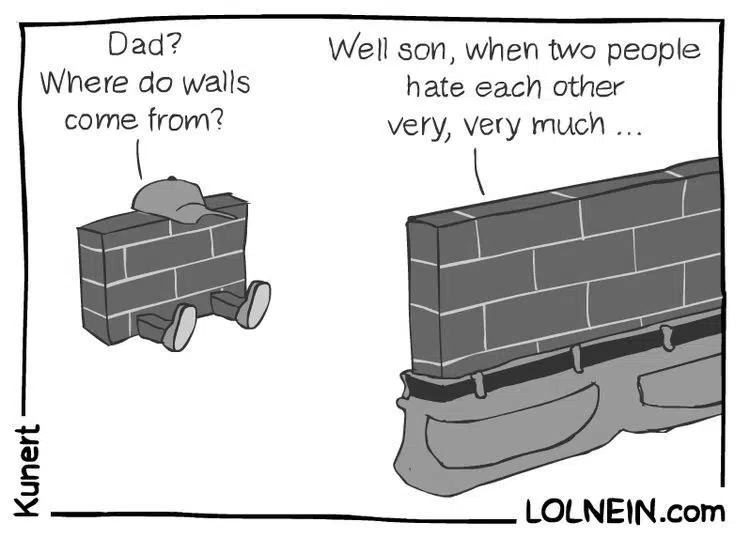 Dad?
Where do walls
come from?
Well son, when two people
hate each other
very, very much ...
Kunert
LOLNEIN.com